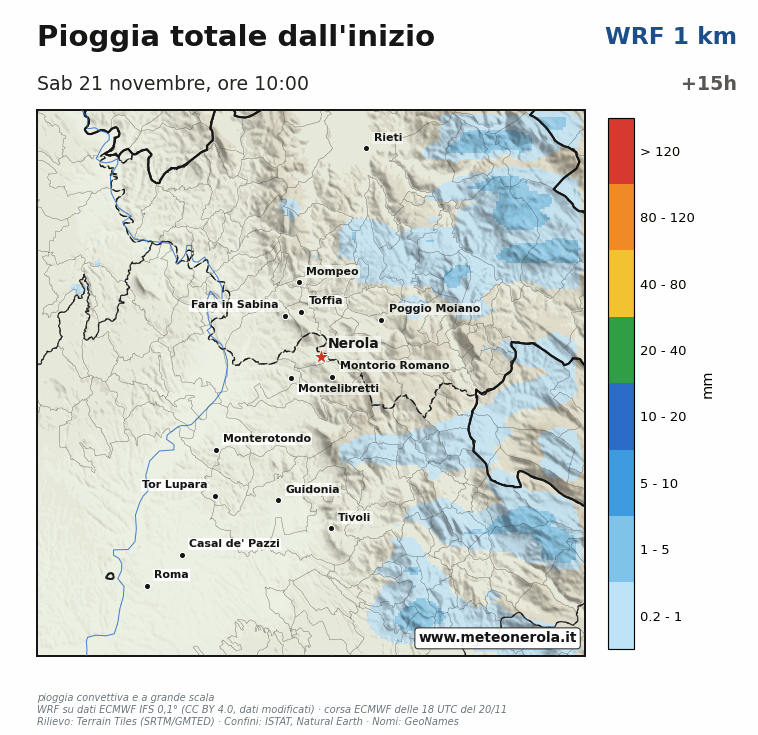 Pioggia totale dall'inizio
WRF 1 km
Sab 21 novembre, ore 10:00
+15h
Rieti
Mompeo
Toffia
Fara in Sabina
Poggio Moiano
Nerola
Montorio Romano
Montelibretti
Monterotondo
Tor Lupara
Guidonia
Tivoli
Casal de' Pazzi
Roma
www.meteonerola.it
> 120
80 - 120
40 - 80
20 - 40
10 - 20
5 - 10
1 - 5
0.2 - 1
mm
pioggia convettiva e a grande scala
WRF su dati ECMWF IFS 0,1° (CC BY 4.0, dati modificati) · corsa ECMWF delle 18 UTC del 20/11
Rilievo: Terrain Tiles (SRTM/GMTED) · Confini: ISTAT, Natural Earth · Nomi: GeoNames